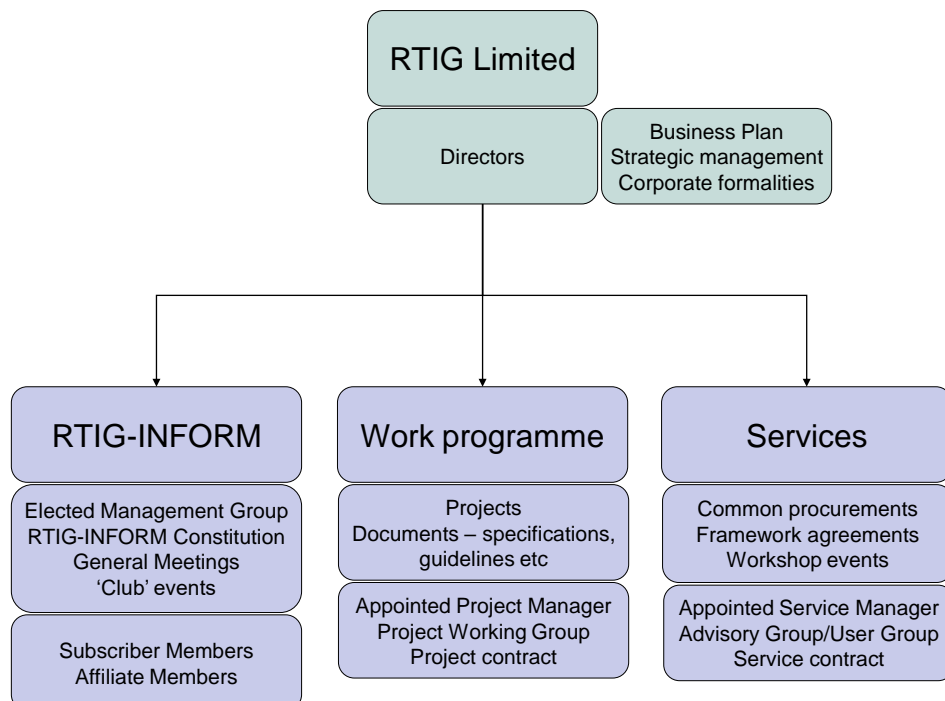 RTIG Limited
Directors
Business Plan
Strategic management
Corporate formalities
RTIG-INFORM
Elected Management Group
RTIG-INFORM Constitution
General Meetings
‘Club’ events
Subscriber Members
Affiliate Members
Work programme
Projects
Documents – specifications,
guidelines etc
Appointed Project Manager
Project Working Group
Project contract
Services
Common procurements
Framework agreements
Workshop events
Appointed Service Manager
Advisory Group/User Group
Service contract